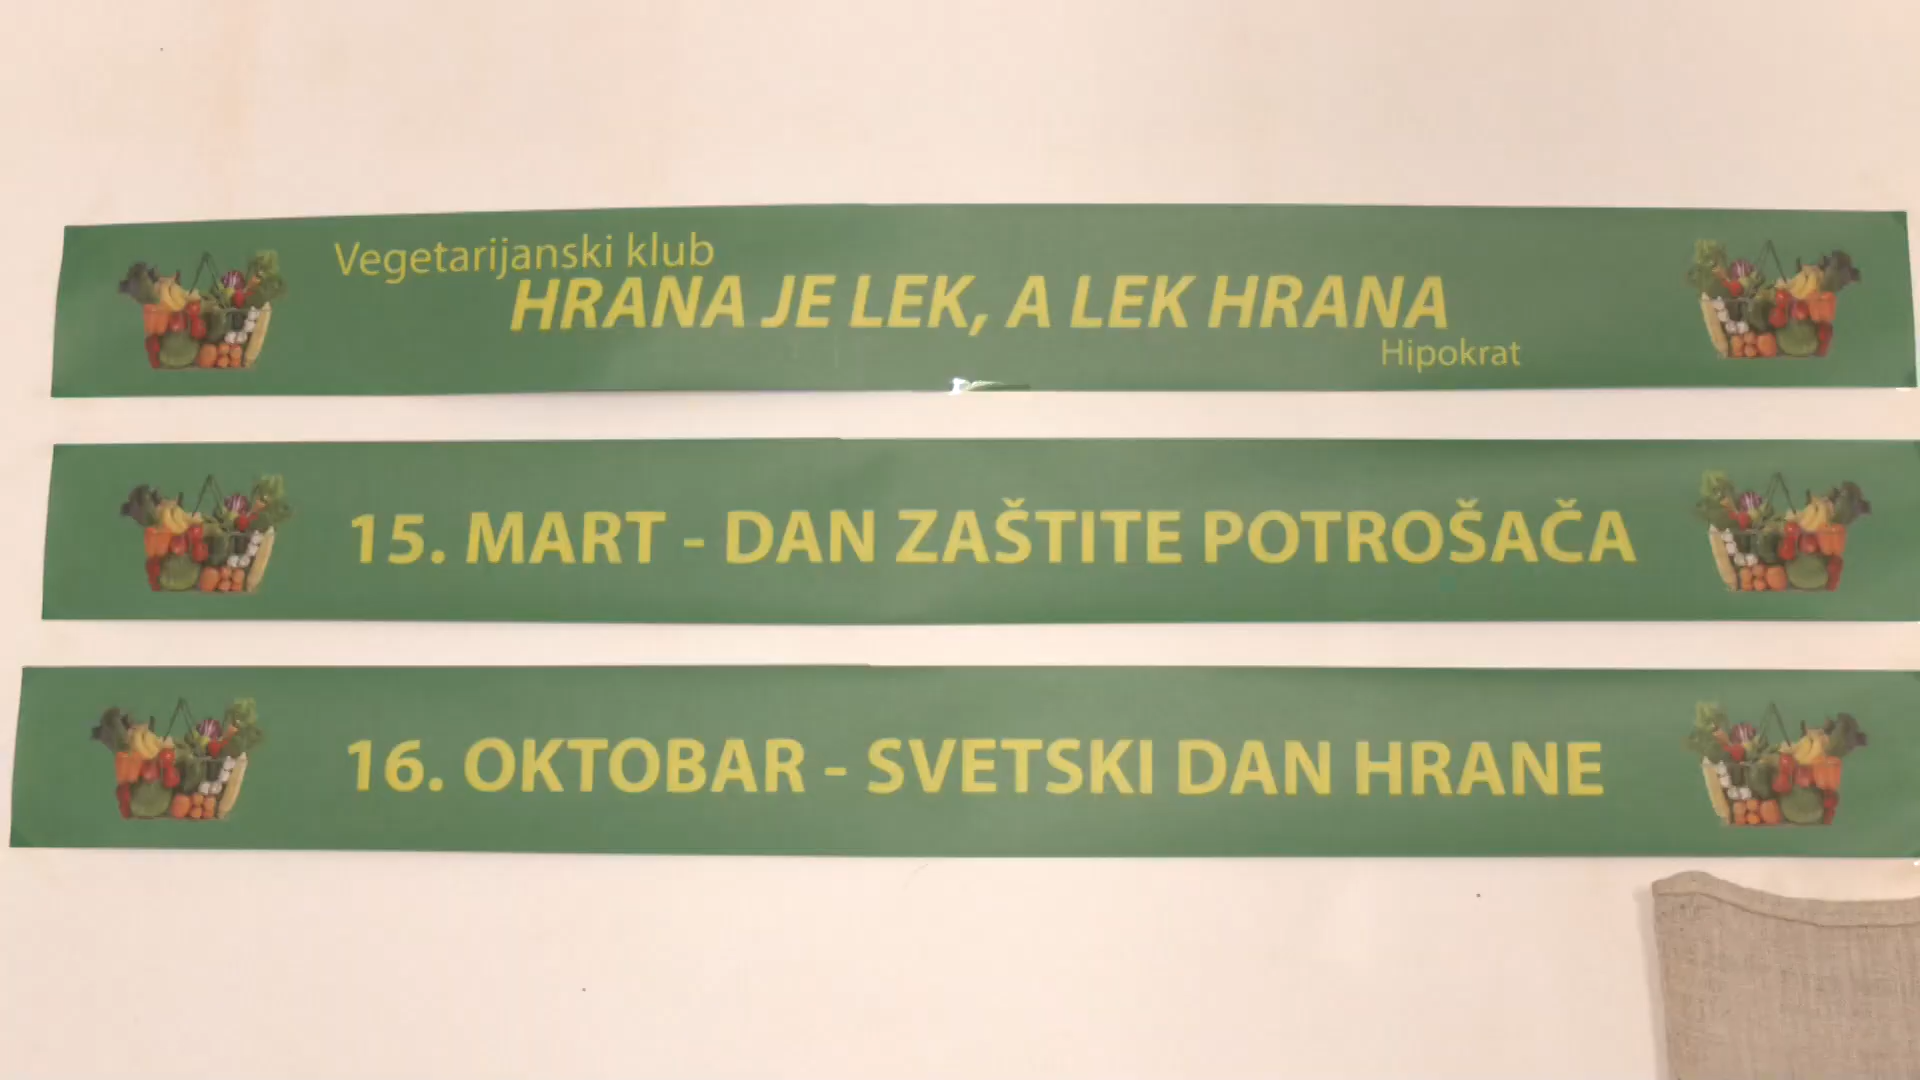 Vegetarijanski klub
HRANA JE LEK, A LEK HRANA
Hipokrat
15. MART - DAN ZAŠTITE POTROŠAČA
16. OKTOBAR - SVETSKI DAN HRANE